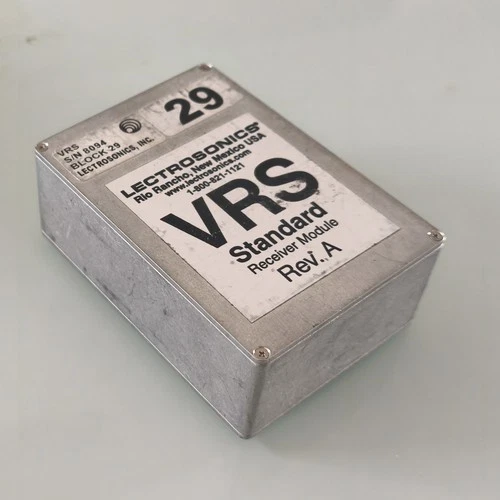 VRS
S/N 8094
BLOCK 29
LECTROSONICS, INC.
29
LECTROSONICS®
Rio Rancho, New Mexico USA
www.lectrosonics.com
1-800-821-1121
VRS
Standard
Receiver Module
Rev. A